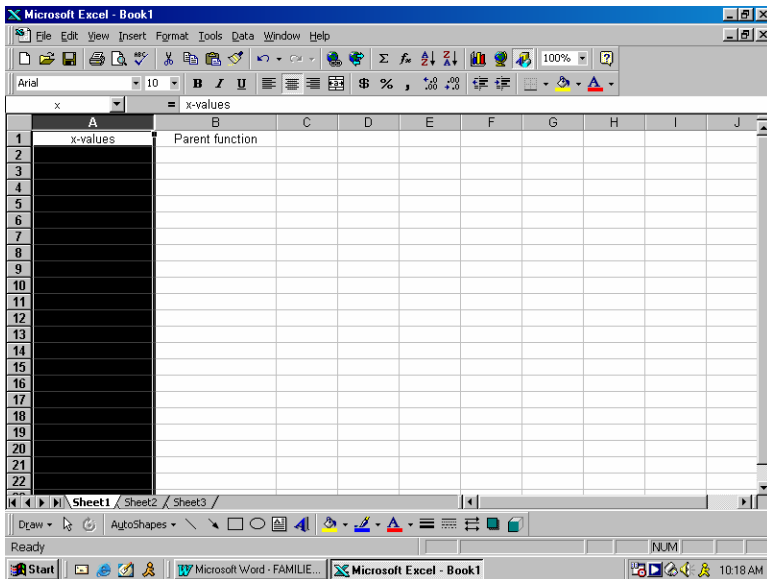 Microsoft Excel - Book1
File Edit View Insert Format Tools Data Window Help
100%
Arial 10 B I U $ % ,
x = x-values
A B C D E F G H I J
1 x-values Parent function
2
3
4
5
6
7
8
9
10
11
12
13
14
15
16
17
18
19
20
21
22
Sheet1 Sheet2 Sheet3
Draw AutoShapes
Ready NUM
Start Microsoft Word - FAMILIE... Microsoft Excel - Book1 10:18 AM